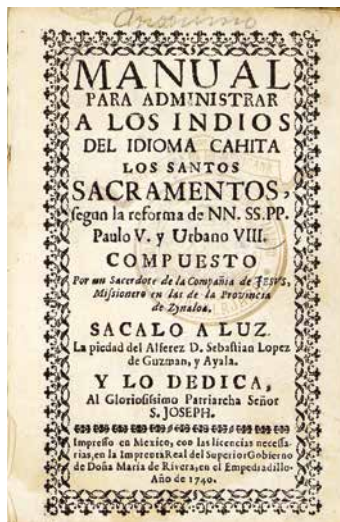 Anonimo
MANUAL
PARA ADMINISTRAR
A LOS INDIOS
DEL IDIOMA CAHITA
LOS SANTOS
SACRAMENTOS,
segun la reforma de NN. SS. PP.
Paulo V. y Urbano VIII.
COMPUESTO
Por un Sacerdote de la Compañia de JESVS,
Missionero en las de la Provincia
de Zynaloa.
SACALO A LUZ.
La piedad del Alferez D. Sebastian Lopez
de Guzman, y Ayala.
Y LO DEDICA,
Al Gloriosissimo Patriarcha Señor
S. JOSEPH.
Impresso en Mexico, con las licencias necessa-
rias, en la Imprenta Real del Superior Gobierno
de Doña Maria de Rivera; en el Empedradillo.
Año de 1740.